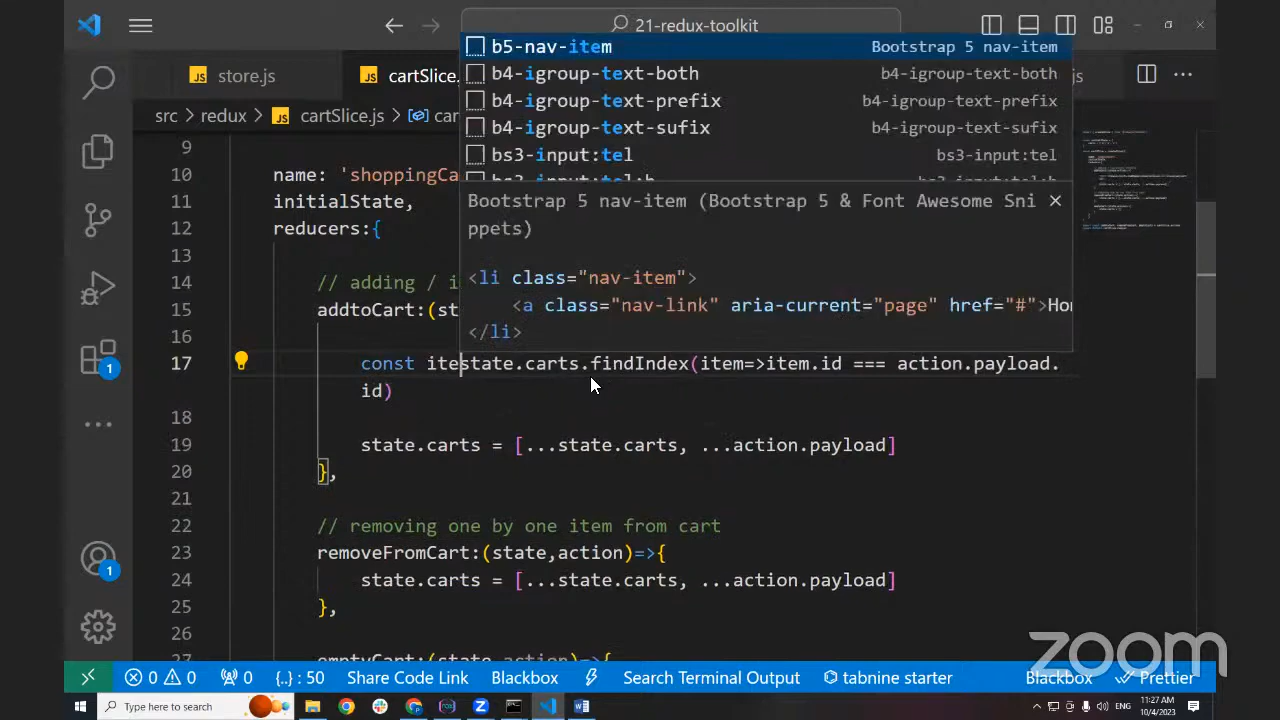 21-redux-toolkit
store.js
cartSlice.
js
src > redux > cartSlice.js > car
b5-nav-item Bootstrap 5 nav-item
b4-igroup-text-both b4-igroup-text-both
b4-igroup-text-prefix b4-igroup-text-prefix
b4-igroup-text-sufix b4-igroup-text-sufix
bs3-input:tel bs3-input:tel
Bootstrap 5 nav-item (Bootstrap 5 & Font Awesome Sni
ppets)
<li class="nav-item">
<a class="nav-link" aria-current="page" href="#">Hom
</li>
9
10 name: 'shoppingCa
11 initialState,
12 reducers:{
13
14 // adding / i
15 addtoCart:(st
16
17 const itestate.carts.findIndex(item=>item.id === action.payload.
id)
18
19 state.carts = [...state.carts, ...action.payload]
20 },
21
22 // removing one by one item from cart
23 removeFromCart:(state,action)=>{
24 state.carts = [...state.carts, ...action.payload]
25 },
26
27 emptyCart:(state,action)=>{
1
1
zoom
0 0 0 {..} : 50 Share Code Link Blackbox Search Terminal Output tabnine starter Blackbox Prettier
Type here to search
ENG
11:27 AM
10/4/2023